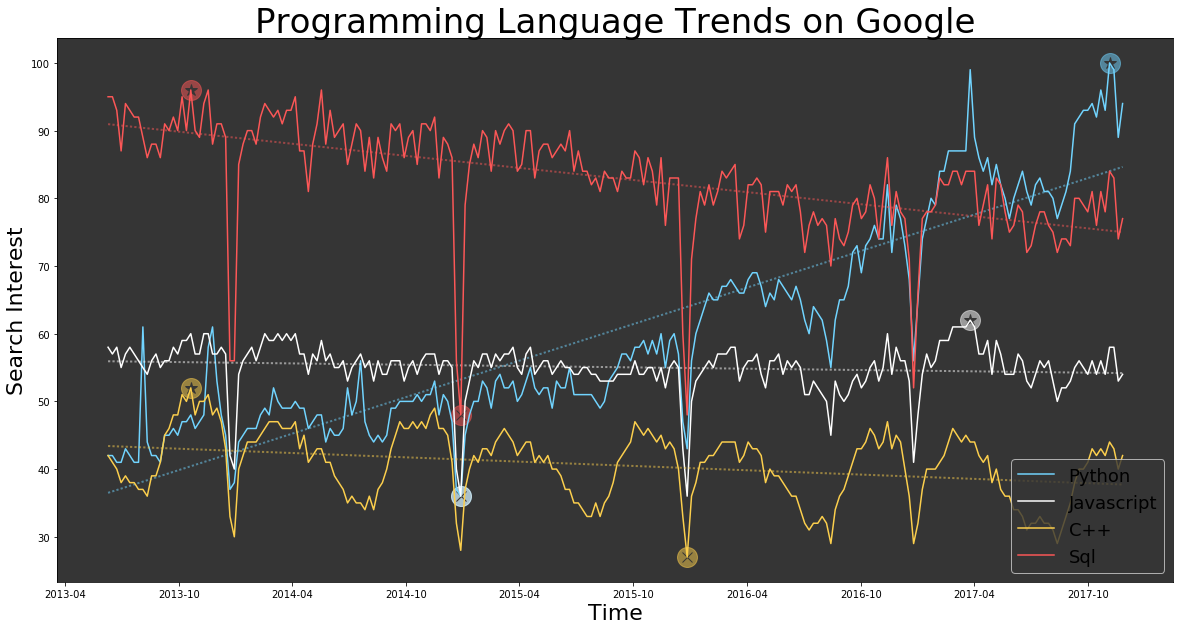 Programming Language Trends on Google
Search Interest
100
90
80
70
60
50
40
30
Python
Javascript
C++
Sql
2013-04 2013-10 2014-04 2014-10 2015-04 2015-10 2016-04 2016-10 2017-04 2017-10
Time